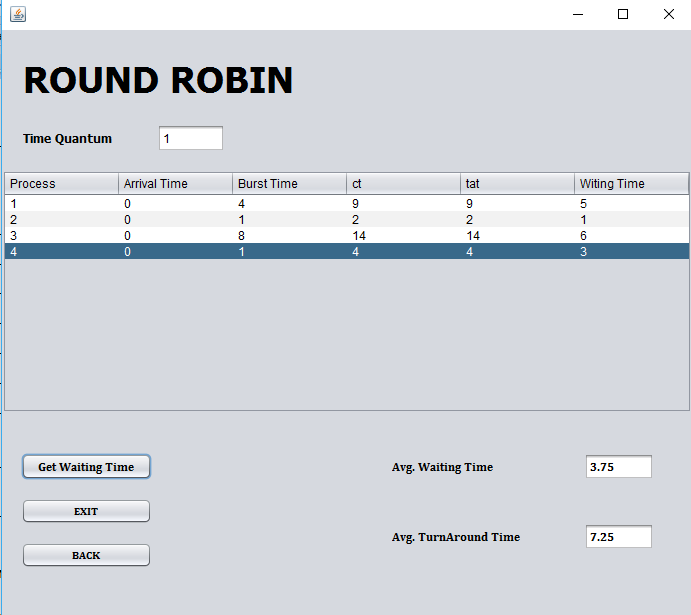 ROUND ROBIN
Time Quantum 1
Process Arrival Time Burst Time ct tat Witing Time
1 0 4 9 9 5
2 0 1 2 2 1
3 0 8 14 14 6
4 0 1 4 4 3
Get Waiting Time Avg. Waiting Time 3.75
EXIT
Avg. TurnAround Time 7.25
BACK